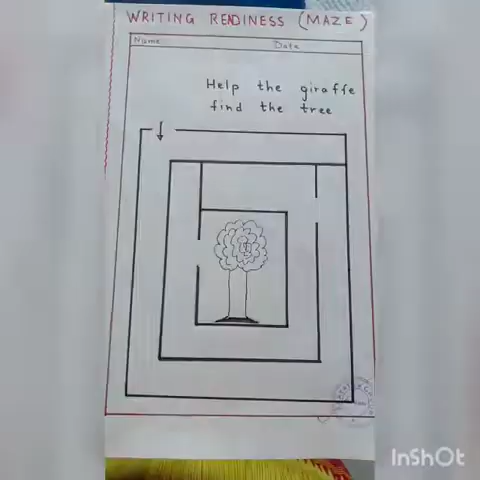 WRITING READINESS (MAZE)
Name Date
Help the giraffe
find the tree
InShOt